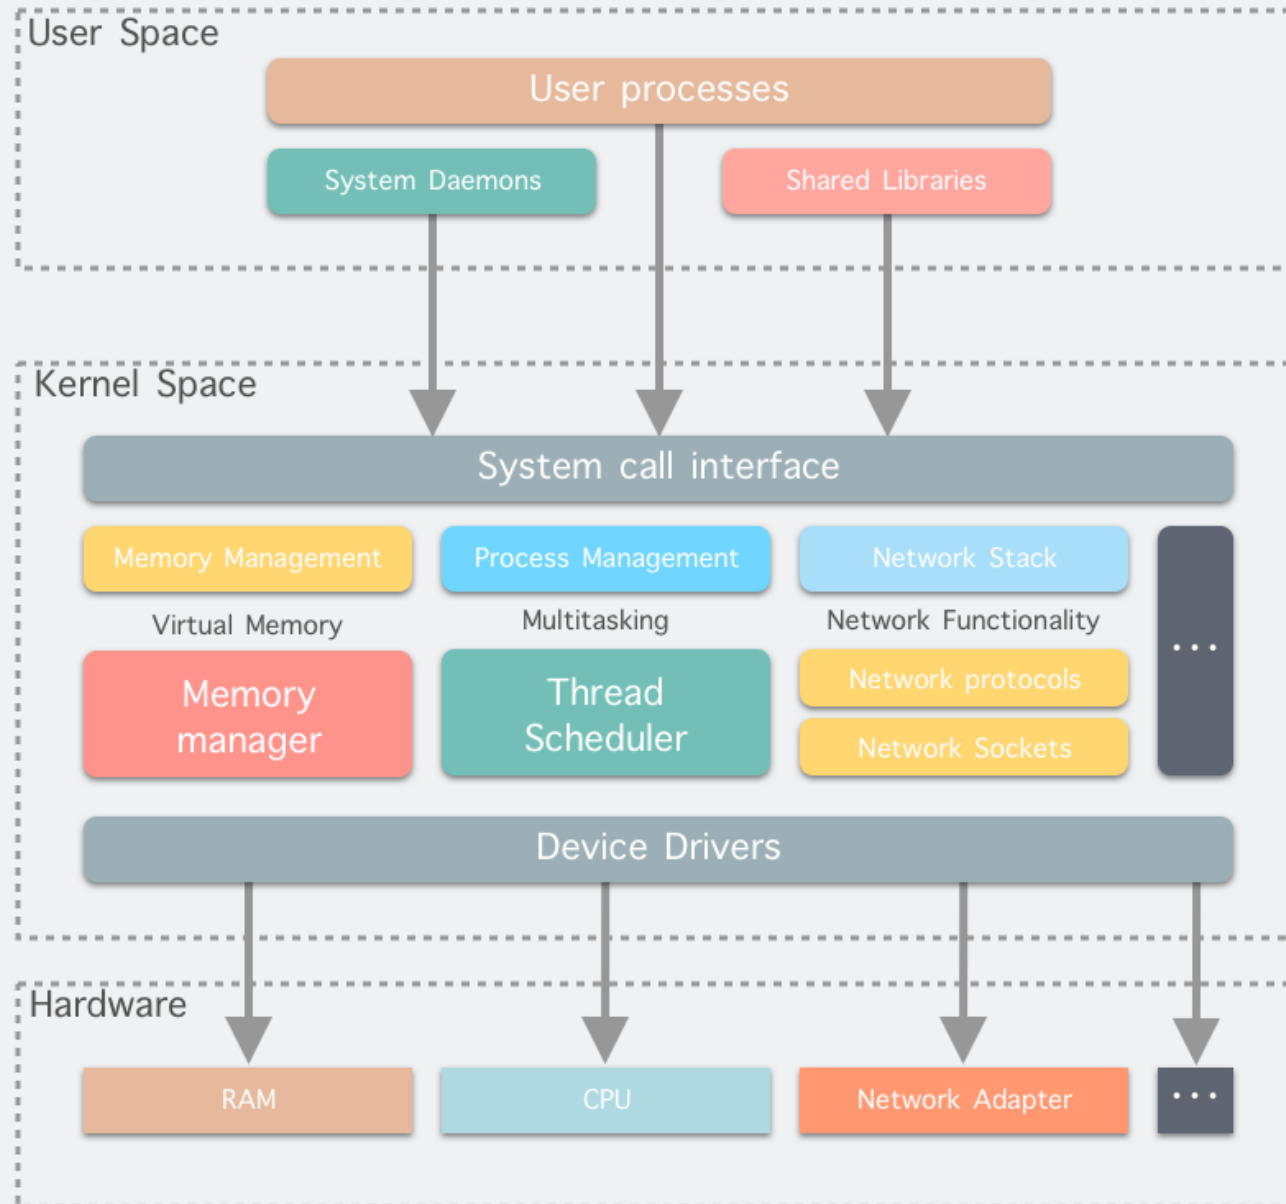 User Space
User processes
System Daemons
Shared Libraries
Kernel Space
System call interface
Memory Management
Process Management
Network Stack
Virtual Memory
Multitasking
Network Functionality
...
Memory
manager
Thread
Scheduler
Network protocols
Network Sockets
Device Drivers
Hardware
RAM
CPU
Network Adapter
...